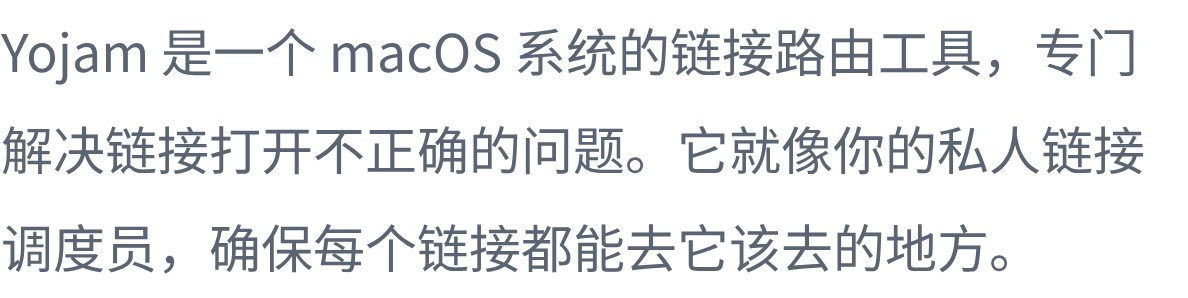 Yojam 是一个 macOS 系统的链接路由工具，专门
解决链接打开不正确的问题。它就像你的私人链接
调度员，确保每个链接都能去它该去的地方。